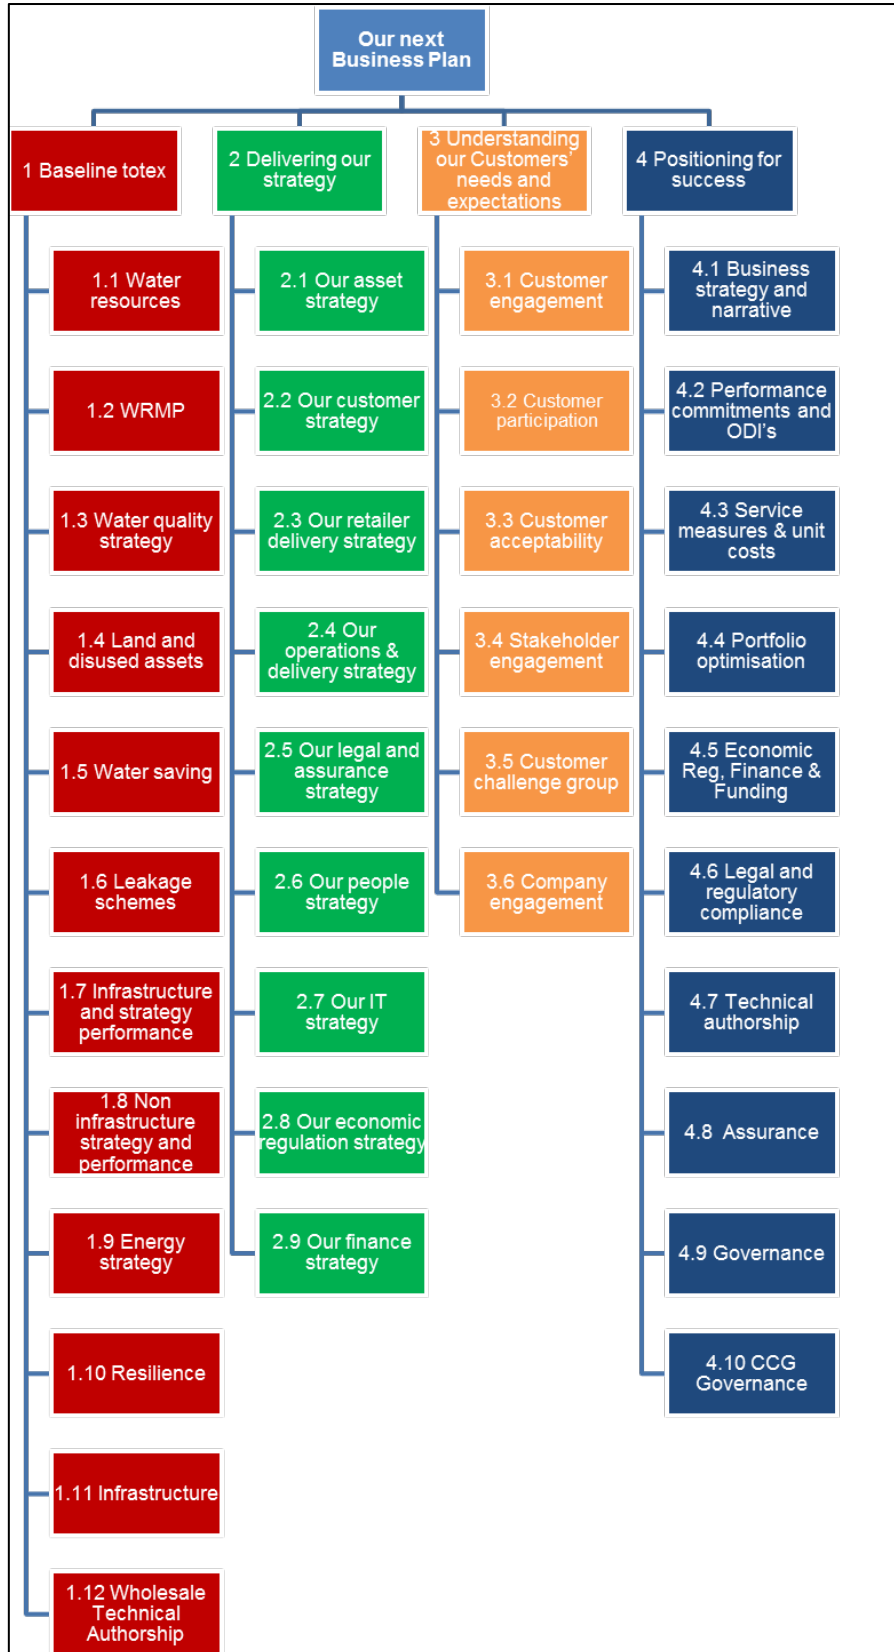 Our next
Business Plan
1 Baseline totex
2 Delivering our
strategy
3 Understanding
our Customers'
needs and
expectations
4 Positioning for
success
1.1 Water
resources
1.2 WRMP
1.3 Water quality
strategy
1.4 Land and
disused assets
1.5 Water saving
1.6 Leakage
schemes
1.7 Infrastructure
and strategy
performance
1.8 Non
infrastructure
strategy and
performance
1.9 Energy
strategy
1.10 Resilience
1.11 Infrastructure
1.12 Wholesale
Technical
Authorship
2.1 Our asset
strategy
2.2 Our customer
strategy
2.3 Our retailer
delivery strategy
2.4 Our
operations &
delivery strategy
2.5 Our legal and
assurance
strategy
2.6 Our people
strategy
2.7 Our IT
strategy
2.8 Our economic
regulation strategy
2.9 Our finance
strategy
3.1 Customer
engagement
3.2 Customer
participation
3.3 Customer
acceptability
3.4 Stakeholder
engagement
3.5 Customer
challenge group
3.6 Company
engagement
4.1 Business
strategy and
narrative
4.2 Performance
commitments and
ODI's
4.3 Service
measures & unit
costs
4.4 Portfolio
optimisation
4.5 Economic
Reg, Finance &
Funding
4.6 Legal and
regulatory
compliance
4.7 Technical
authorship
4.8 Assurance
4.9 Governance
4.10 CCG
Governance